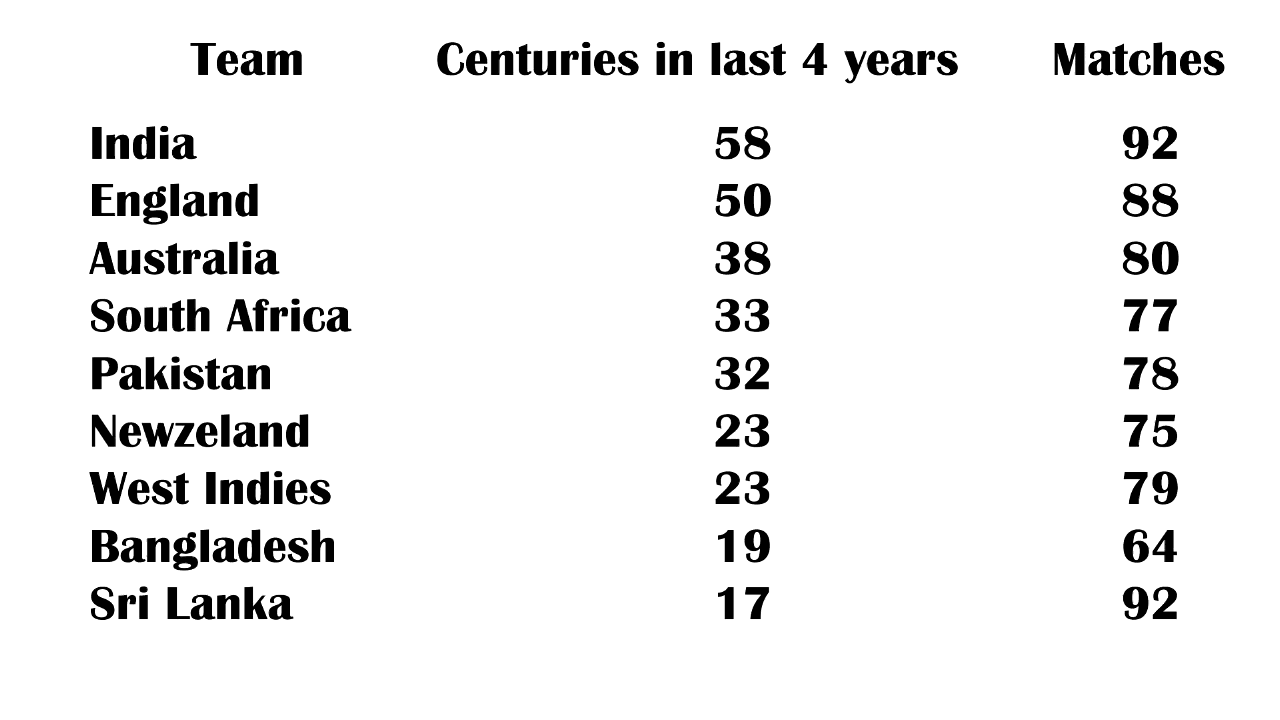 Team Centuries in last 4 years Matches
India 58 92
England 50 88
Australia 38 80
South Africa 33 77
Pakistan 32 78
Newzeland 23 75
West Indies 23 79
Bangladesh 19 64
Sri Lanka 17 92